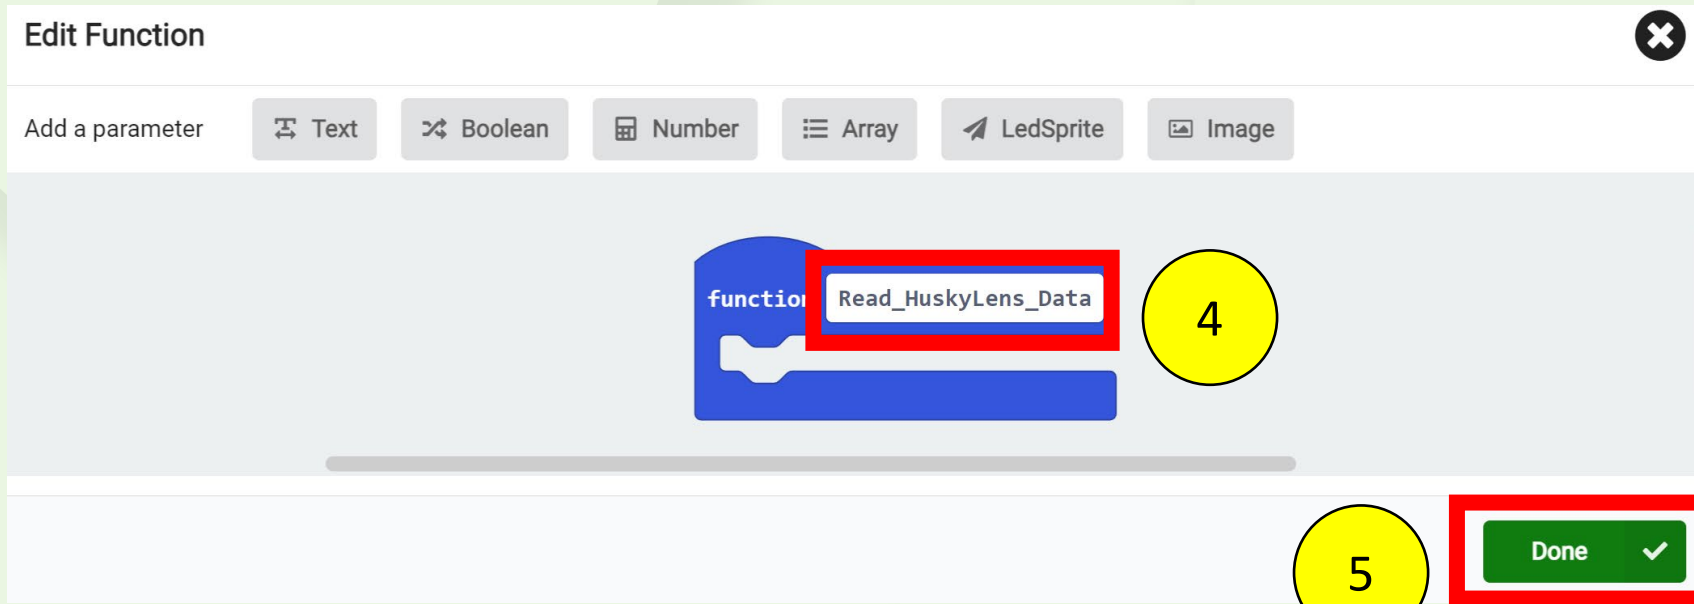 Edit Function
Add a parameter Text Boolean Number Array LedSprite Image
function Read_HuskyLens_Data
4
Done
5